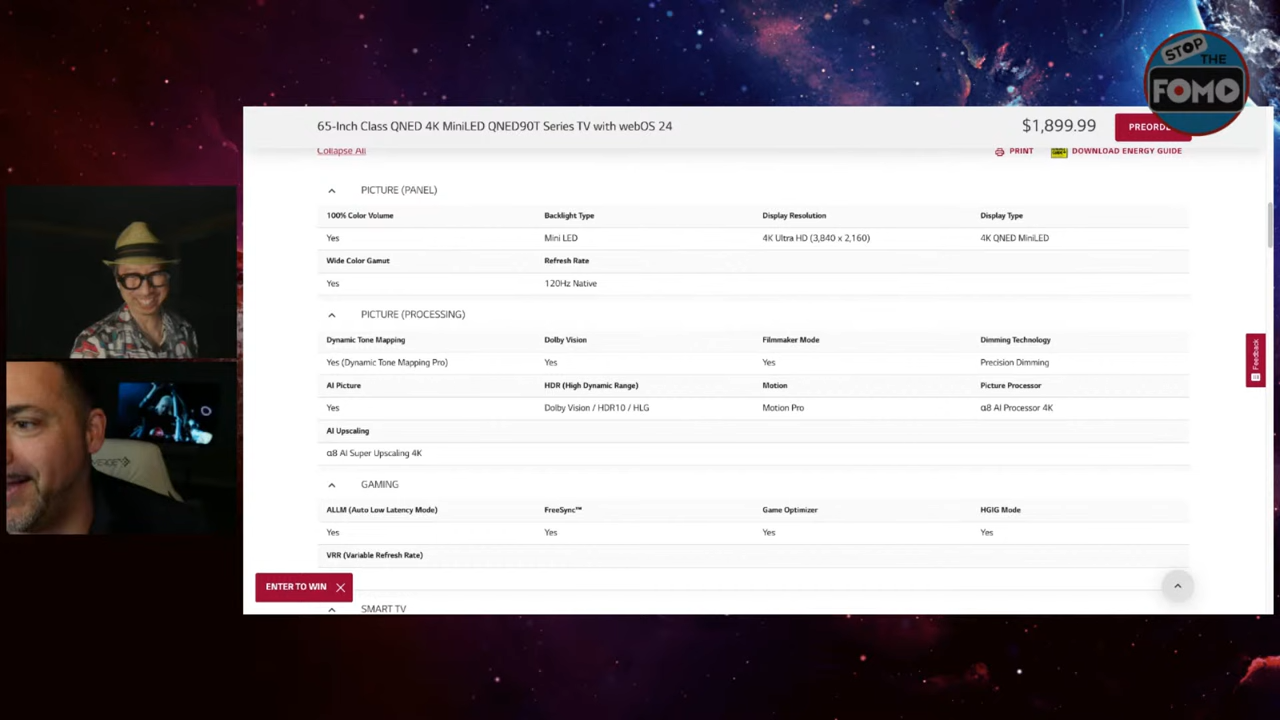 STOP
THE
FOMO
65-Inch Class QNED 4K MiniLED QNED90T Series TV with webOS 24
$1,899.99
Collapse All
PRINT
DOWNLOAD ENERGY GUIDE
PICTURE (PANEL)
100% Color Volume Backlight Type Display Resolution Display Type
Yes Mini LED 4K Ultra HD (3,840 x 2,160) 4K QNED MiniLED
Wide Color Gamut Refresh Rate
Yes 120Hz Native
PICTURE (PROCESSING)
Dynamic Tone Mapping Dolby Vision Filmmaker Mode Dimming Technology
Yes (Dynamic Tone Mapping Pro) Yes Yes Precision Dimming
AI Picture HDR (High Dynamic Range) Motion Picture Processor
Yes Dolby Vision / HDR10 / HLG Motion Pro α8 AI Processor 4K
AI Upscaling
α8 AI Super Upscaling 4K
GAMING
ALLM (Auto Low Latency Mode) FreeSync™ Game Optimizer HGIG Mode
Yes Yes Yes Yes
VRR (Variable Refresh Rate)
ENTER TO WIN
SMART TV
Feedback